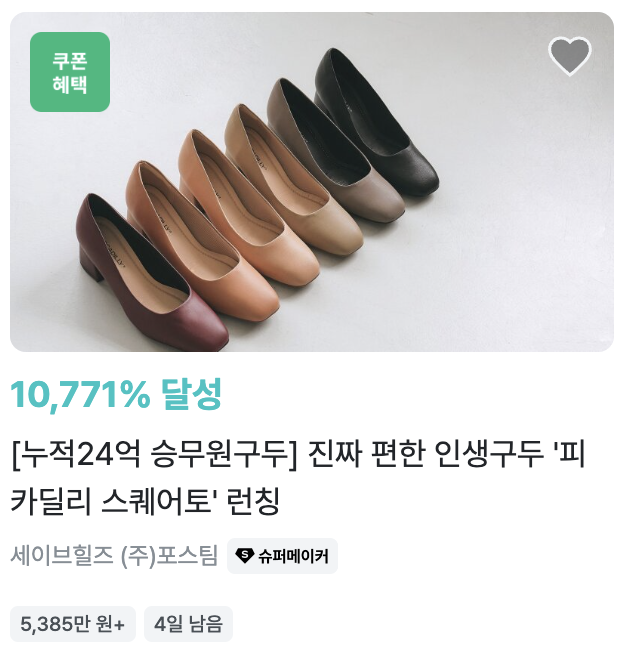 쿠폰
혜택
10,771% 달성
[누적24억 승무원구두] 진짜 편한 인생구두 '피
카딜리 스퀘어토' 런칭
세이브힐즈 (주)포스팀 슈퍼메이커
5,385만 원+ 4일 남음